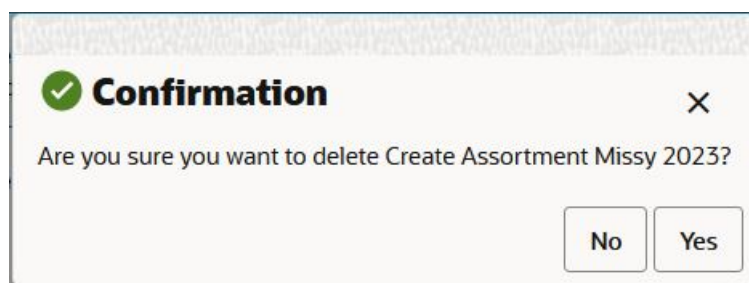 Confirmation
Are you sure you want to delete Create Assortment Missy 2023?
No Yes